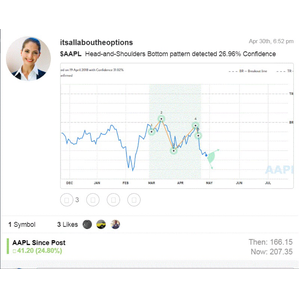 itsallabouttheoptions
Apr 30th, 6:52 pm
$AAPL Head-and-Shoulders Bottom pattern detected 26.96% Confidence
DEC JAN FEB MAR APR MAY JUN JUL
AAPL
3
1 Symbol 3 Likes
AAPL Since Post Then: 166.15
41.20 (24.80%) Now: 207.35